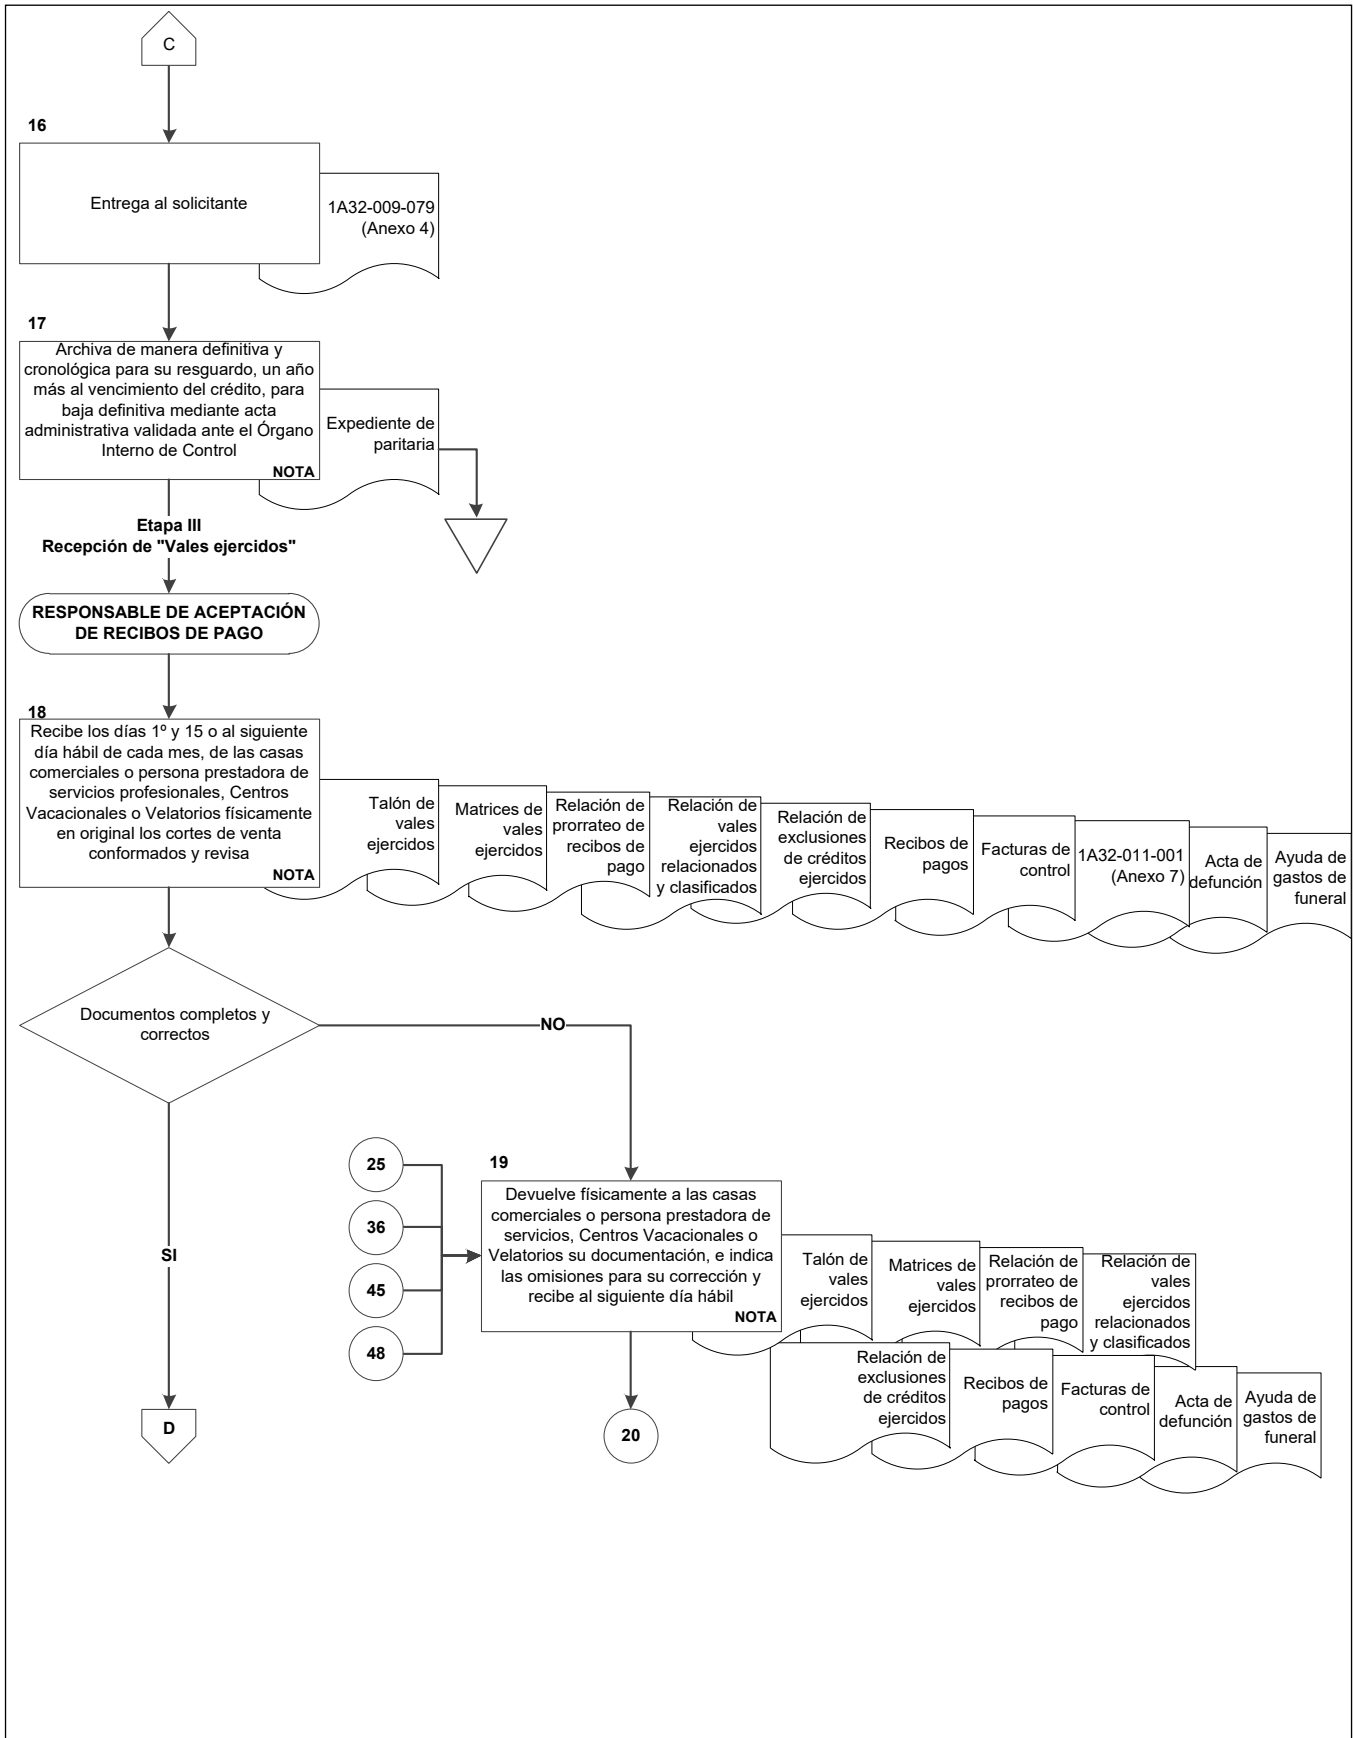 C
16
Entrega al solicitante
1A32-009-079
(Anexo 4)
17
Archiva de manera definitiva y
cronológica para su resguardo, un año
más al vencimiento del crédito, para
baja definitiva mediante acta
administrativa validada ante el Órgano
Interno de Control
NOTA
Expediente de
paritaria
Etapa III
Recepción de "Vales ejercidos"
RESPONSABLE DE ACEPTACIÓN
DE RECIBOS DE PAGO
18
Recibe los días 1º y 15 o al siguiente
día hábil de cada mes, de las casas
comerciales o persona prestadora de
servicios profesionales, Centros
Vacacionales o Velatorios físicamente
en original los cortes de venta
conformados y revisa
NOTA
Talón de
vales
ejercidos
Matrices de
vales
ejercidos
Relación de
prorrateo de
recibos de
pago
Relación de
vales
ejercidos
relacionados
y clasificados
Relación de
exclusiones
de créditos
ejercidos
Recibos de
pagos
Facturas de
control
1A32-011-001
(Anexo 7)
Acta de
defunción
Ayuda de
gastos de
funeral
Documentos completos y
correctos
NO
SI
25
36
45
48
19
Devuelve físicamente a las casas
comerciales o persona prestadora de
servicios, Centros Vacacionales o
Velatorios su documentación, e indica
las omisiones para su corrección y
recibe al siguiente día hábil
NOTA
Talón de
vales
ejercidos
Matrices de
vales
ejercidos
Relación de
prorrateo de
recibos de
pago
Relación de
vales
ejercidos
relacionados
y clasificados
Relación de
exclusiones
de créditos
ejercidos
Recibos de
pagos
Facturas de
control
Acta de
defunción
Ayuda de
gastos de
funeral
D
20